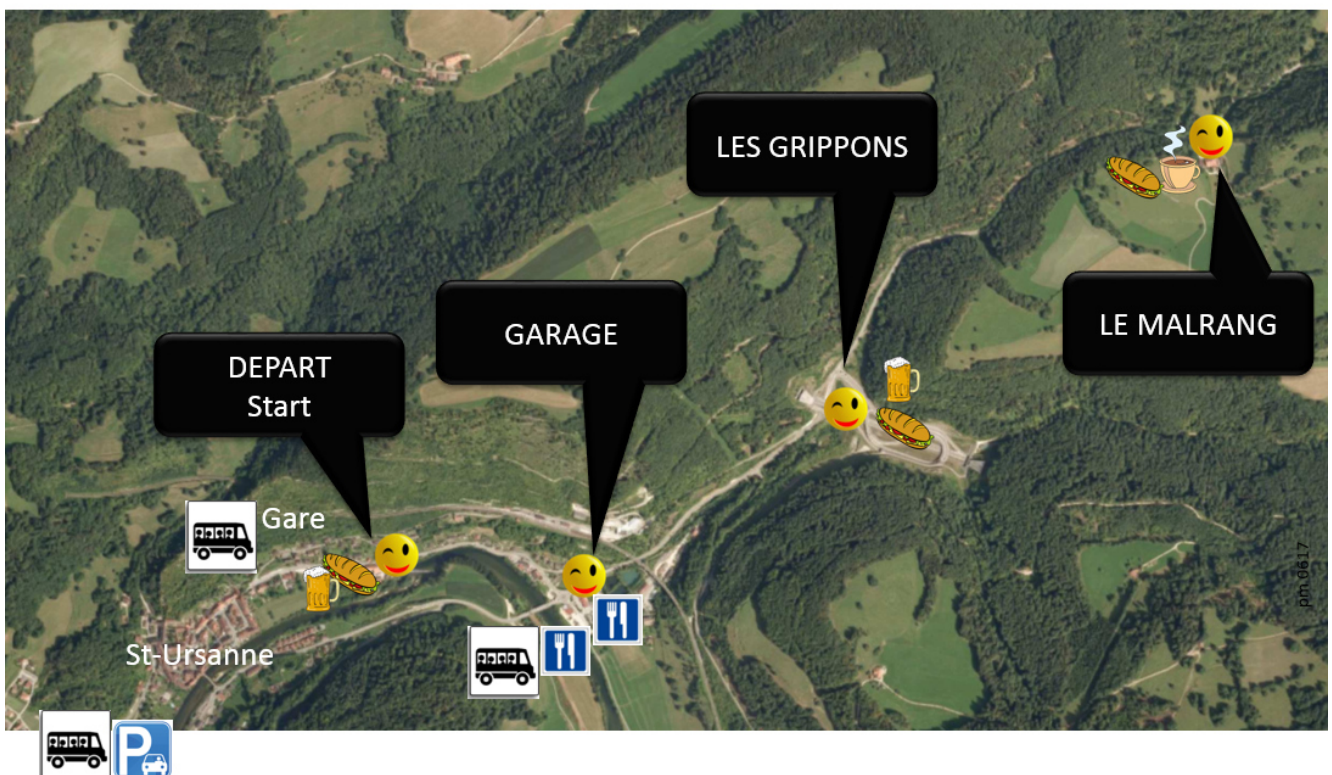 LES GRIPPONS
LE MALRANG
GARAGE
DEPART
Start
Gare
St-Ursanne
pm.0617
P